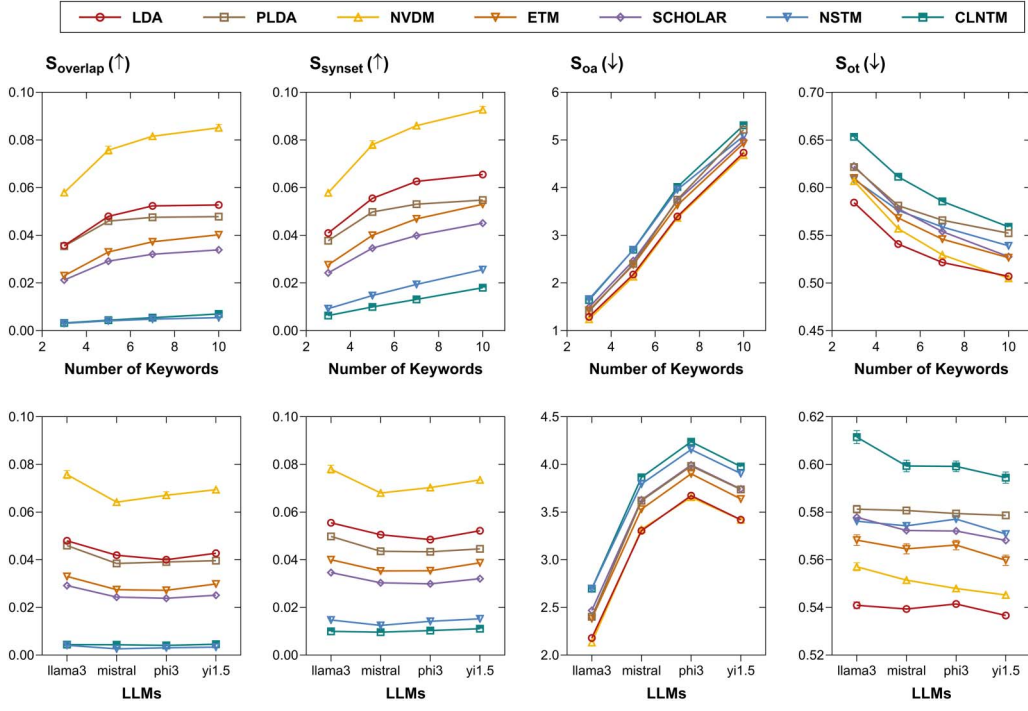 LDA PLDA NVDM ETM SCHOLAR NSTM CLNTM
S_overlap (↑) S_synset (↑) S_oa (↓) S_ot (↓)
0.10 0.10 6 0.70
0.08 0.08 5 0.65
0.06 0.06 4 0.60
0.04 0.04 3 0.55
0.02 0.02 2 0.50
0.00 0.00 1 0.45
2 4 6 8 10 2 4 6 8 10 2 4 6 8 10 2 4 6 8 10
Number of Keywords Number of Keywords Number of Keywords Number of Keywords
0.10 0.10 4.5 0.62
0.08 0.08 4.0 0.60
0.06 0.06 3.5 0.58
0.04 0.04 3.0 0.56
0.02 0.02 2.5 0.54
0.00 0.00 2.0 0.52
llama3 mistral phi3 yi1.5 llama3 mistral phi3 yi1.5 llama3 mistral phi3 yi1.5 llama3 mistral phi3 yi1.5
LLMs LLMs LLMs LLMs